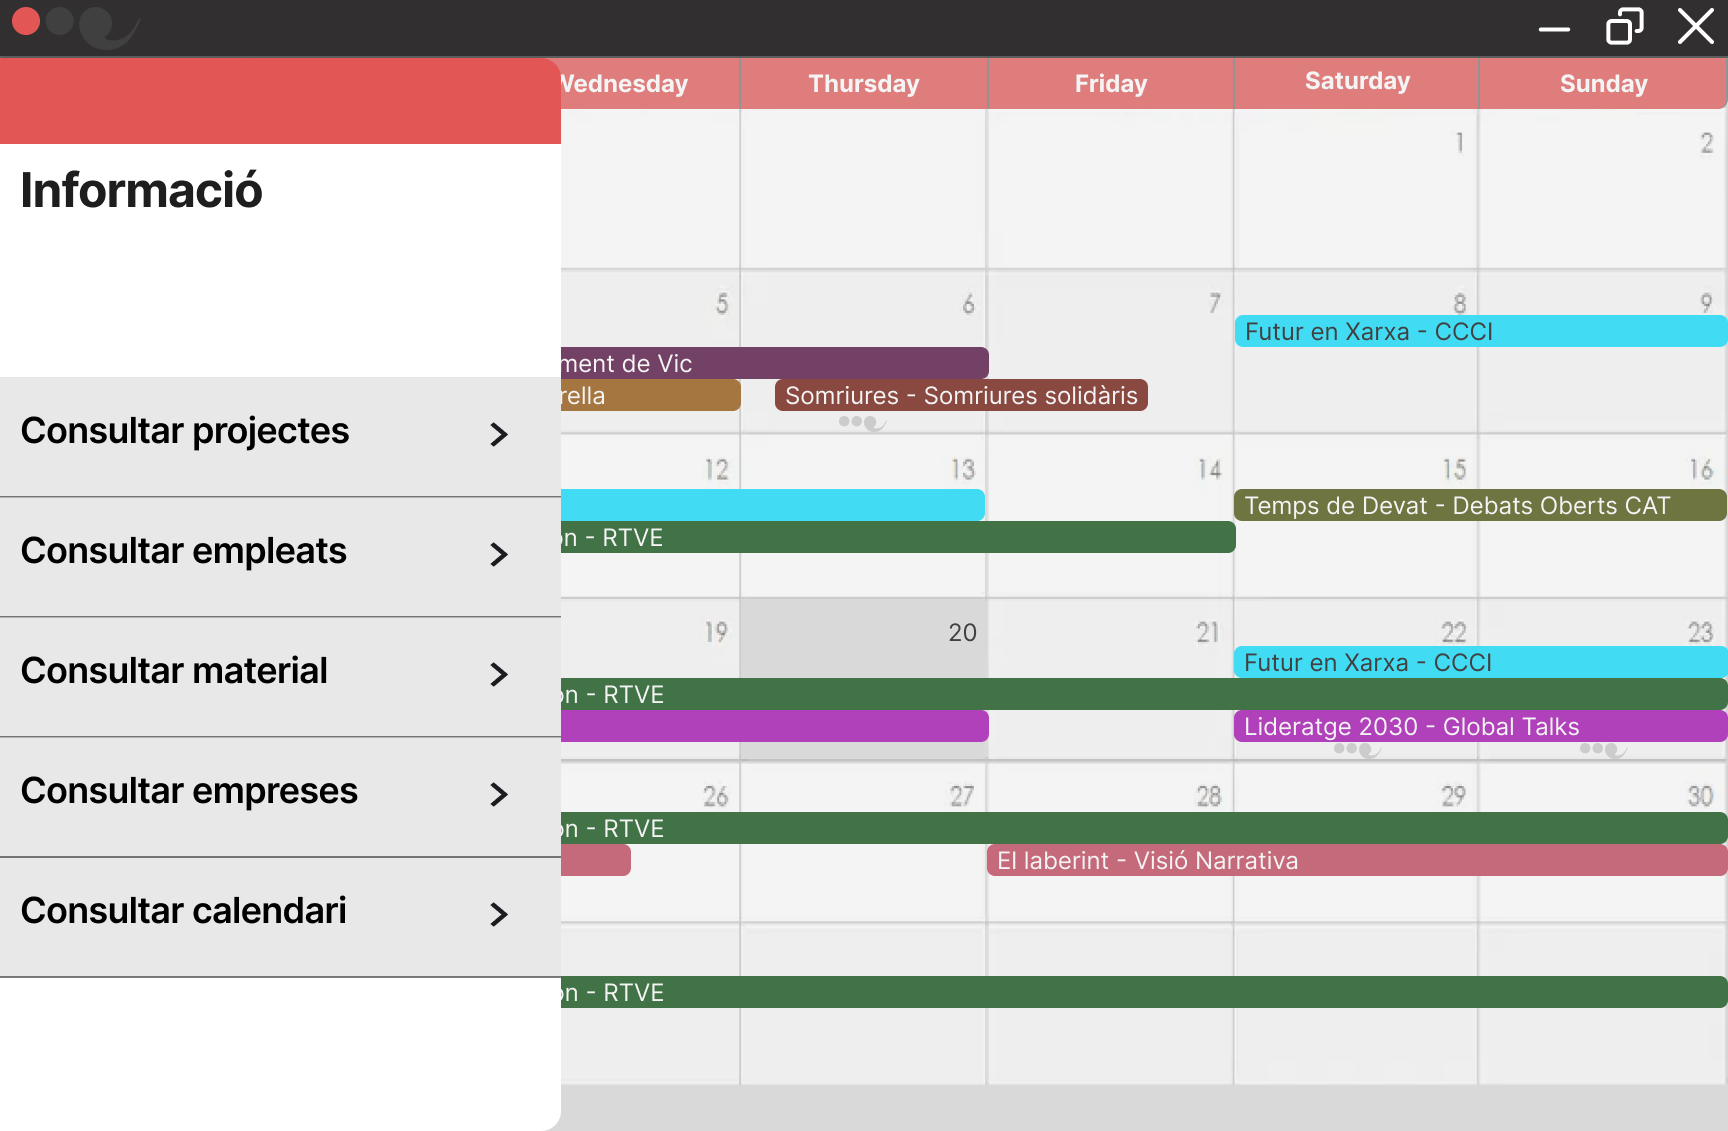 Wednesday Thursday Friday Saturday Sunday
Informació
Consultar projectes
Consultar empleats
Consultar material
Consultar empreses
Consultar calendari
1 2
5 6 7 8 9
Futur en Xarxa - CCCI
de Vic
Somriures - Somriures solidàris
12 13 14 15 16
Temps de Devat - Debats Oberts CAT
- RTVE
19 20 21 22 23
Futur en Xarxa - CCCI
- RTVE
Lideratge 2030 - Global Talks
26 27 28 29 30
- RTVE
El laberint - Visió Narrativa
- RTVE